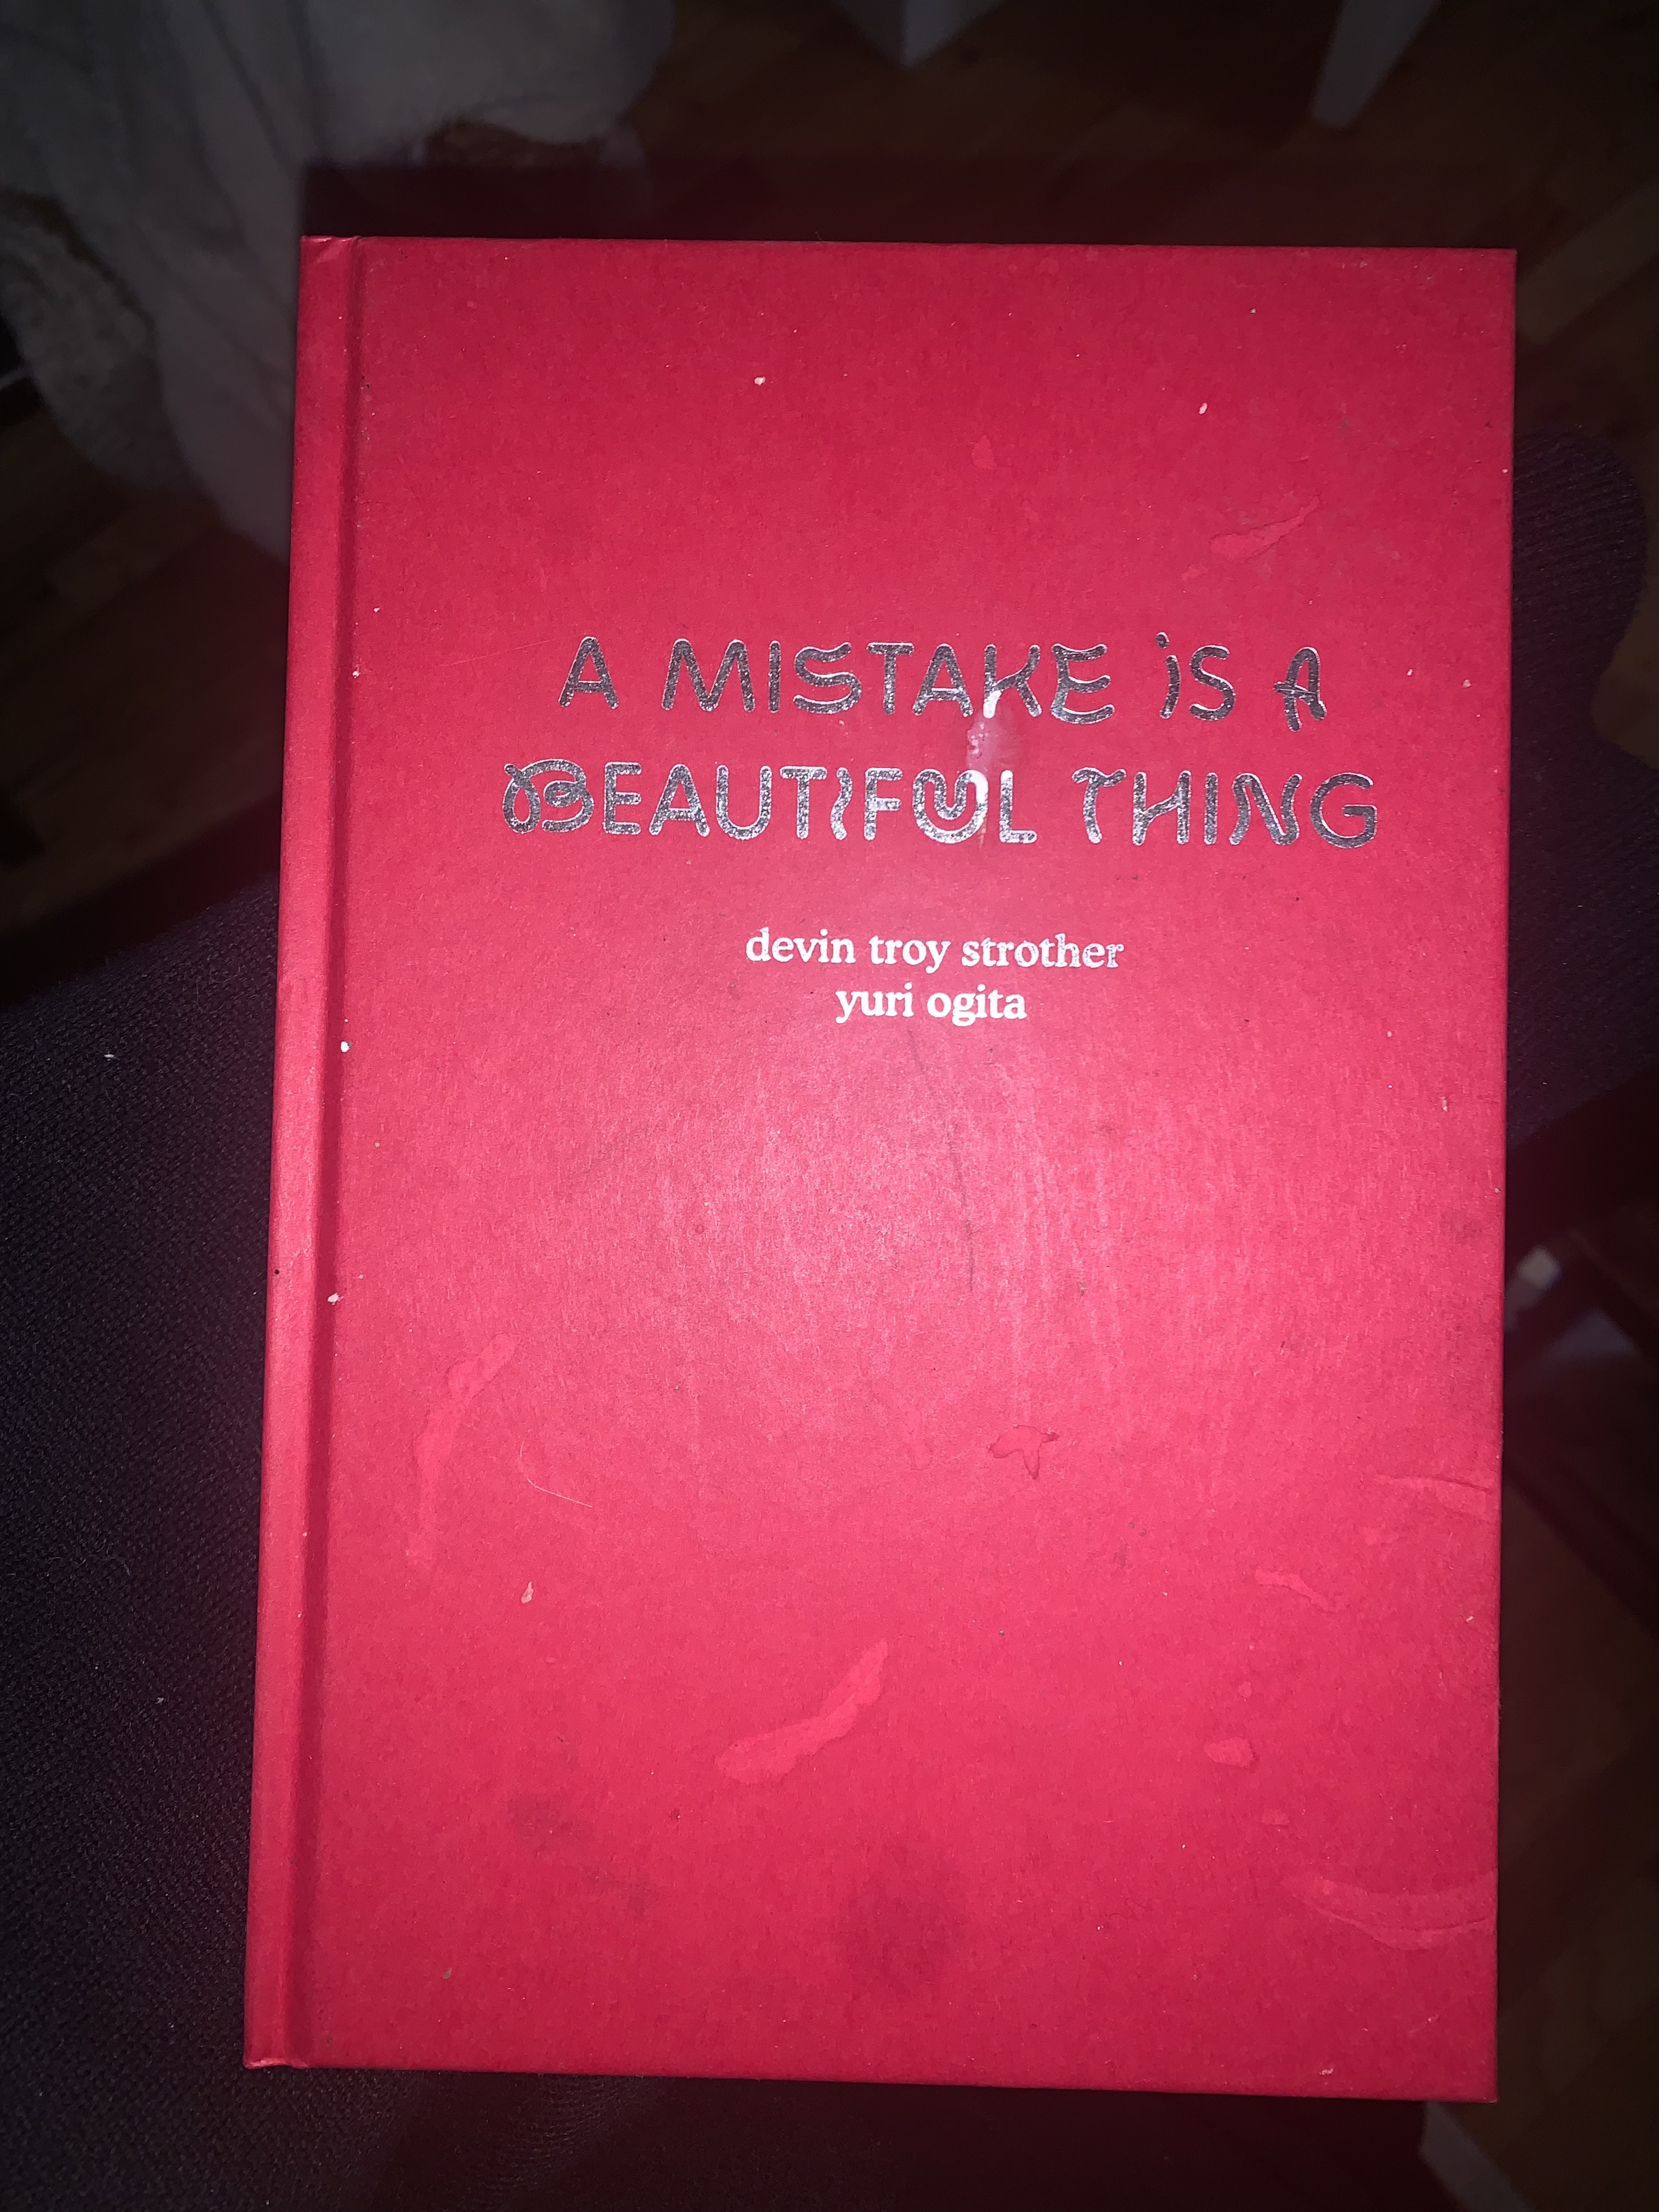 A MISTAKE iS A
BEAUTIFUL THING
devin troy strother
yuri ogita